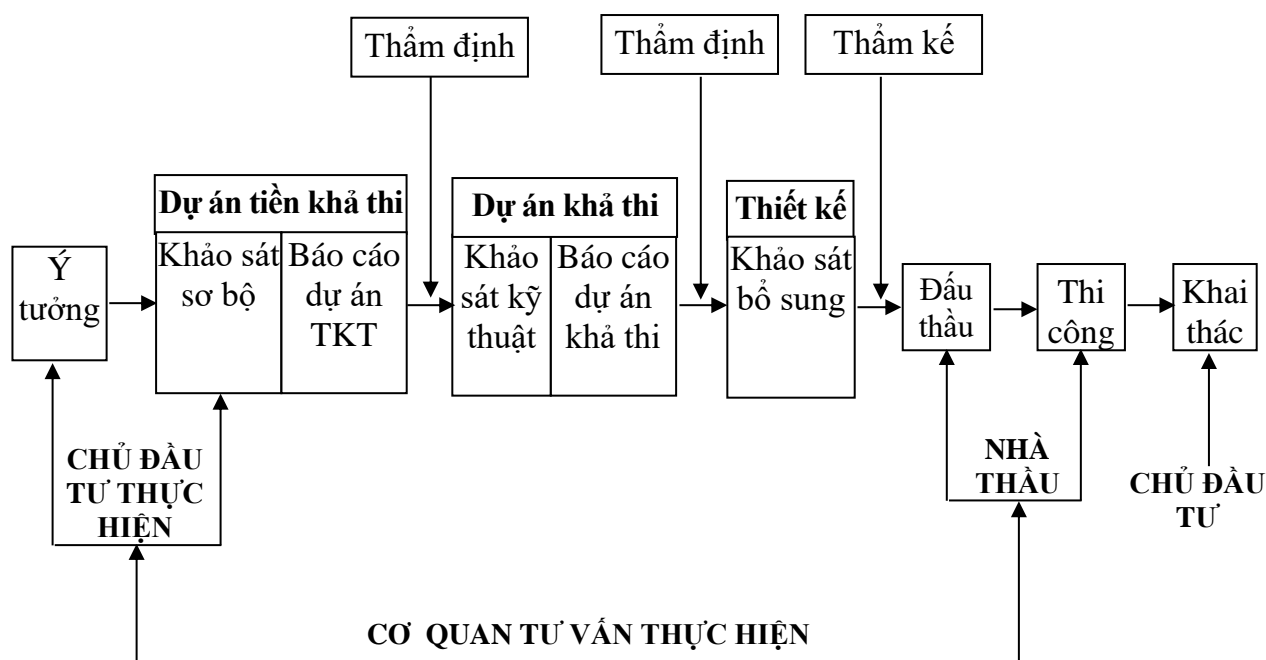 Thẩm định
Thẩm định
Thẩm kế
Dự án tiền khả thi
Dự án khả thi
Thiết kế
Ý
tưởng
Khảo sát
sơ bộ
Báo cáo
dự án
TKT
Khảo
sát kỹ
thuật
Báo cáo
dự án
khả thi
Khảo sát
bổ sung
Đấu
thầu
Thi
công
Khai
thác
CHỦ ĐẦU
TƯ THỰC
HIỆN
NHÀ
THẦU
CHỦ ĐẦU
TƯ
CƠ QUAN TƯ VẤN THỰC HIỆN